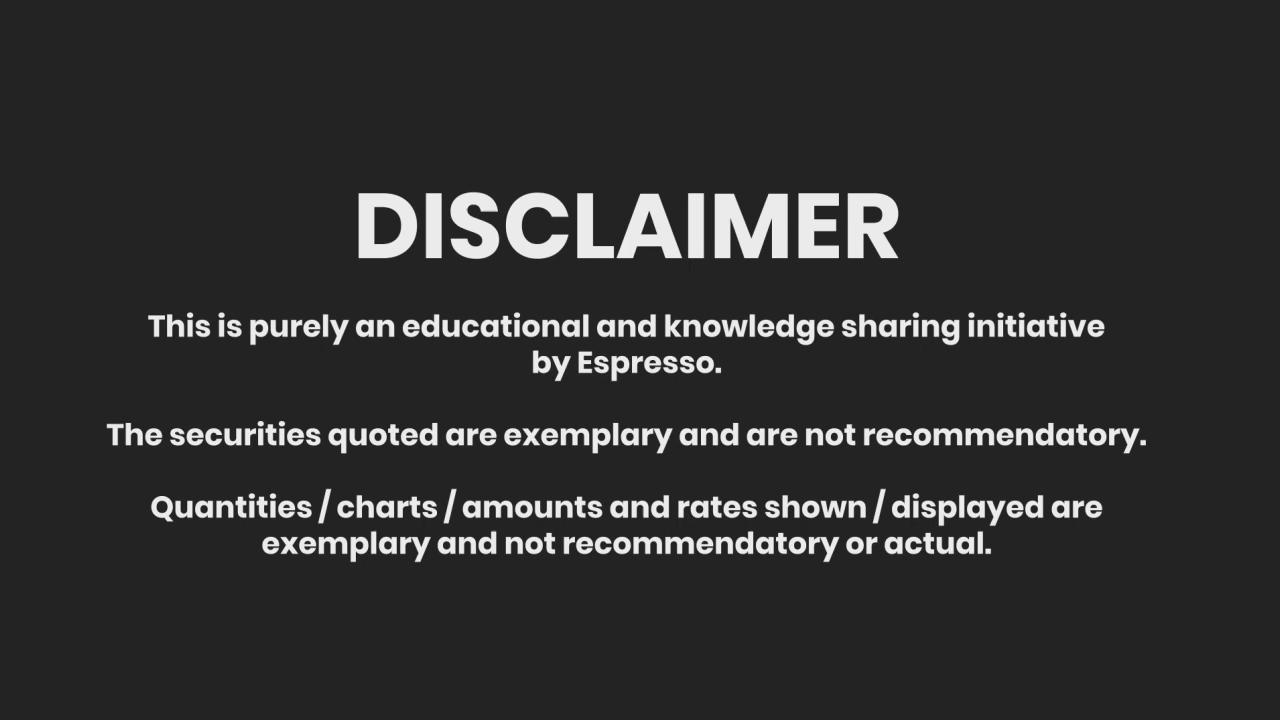 DISCLAIMER
This is purely an educational and knowledge sharing initiative
by Espresso.
The securities quoted are exemplary and are not recommendatory.
Quantities / charts / amounts and rates shown / displayed are
exemplary and not recommendatory or actual.